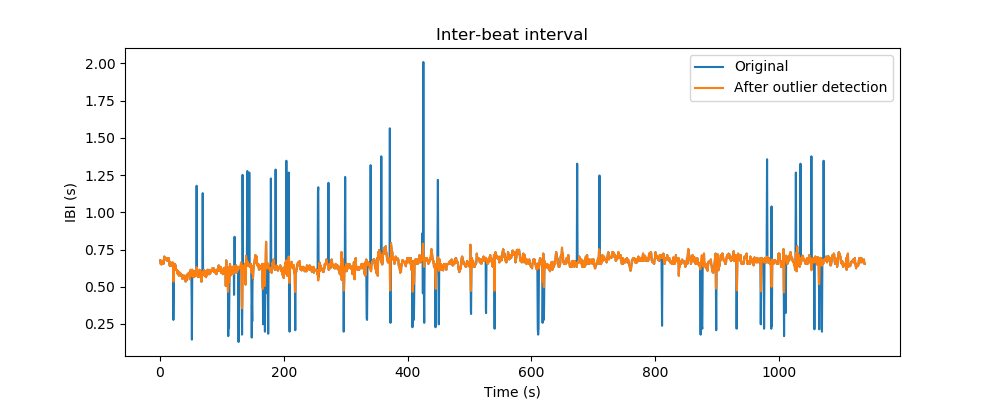 Inter-beat interval
Original
After outlier detection
2.00
1.75
1.50
1.25
1.00
0.75
0.50
0.25
IBI (s)
0 200 400 600 800 1000
Time (s)